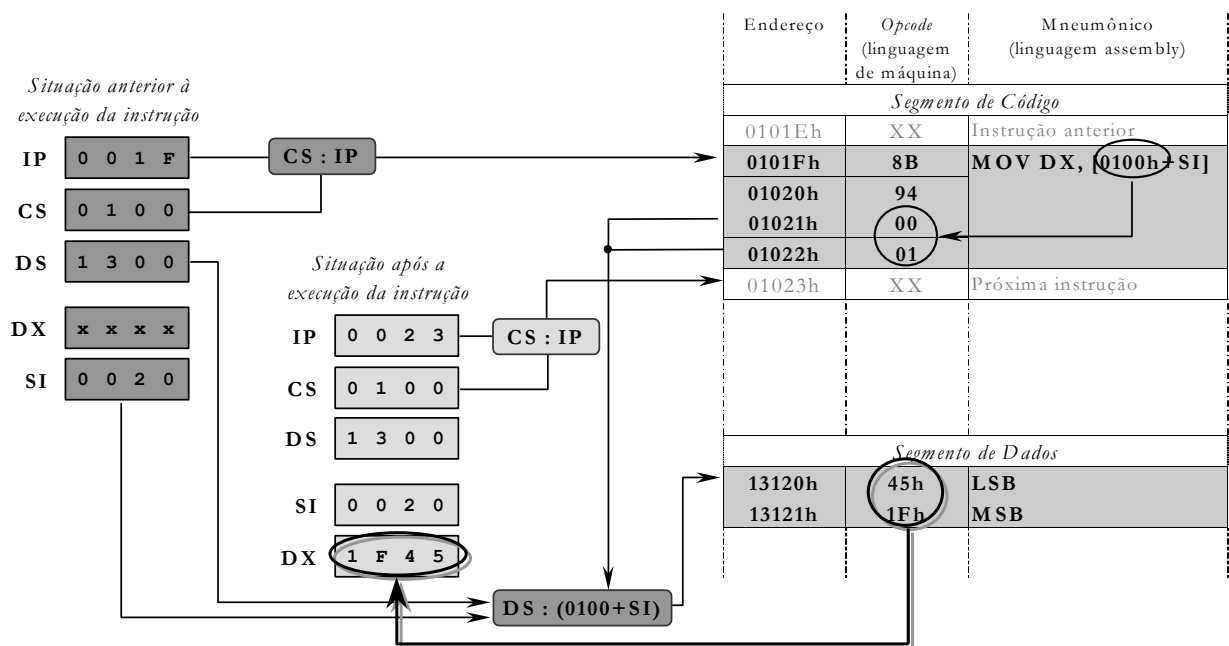 Situação anterior à
execução da instrução
IP 0 0 1 F
CS 0 1 0 0
DS 1 3 0 0
DX x x x x
SI 0 0 2 0
CS : IP
Situação após a
execução da instrução
IP 0 0 2 3
CS 0 1 0 0
DS 1 3 0 0
SI 0 0 2 0
DX 1 F 4 5
CS : IP
DS : (0100+SI)
Endereço Opcode Mneumônico
(linguagem (linguagem assembly)
de máquina)
Segmento de Código
0101Eh XX Instrução anterior
0101Fh 8B MOV DX, [0100h+SI]
01020h 94
01021h 00
01022h 01
01023h XX Próxima instrução
Segmento de Dados
13120h 45h LSB
13121h 1Fh MSB